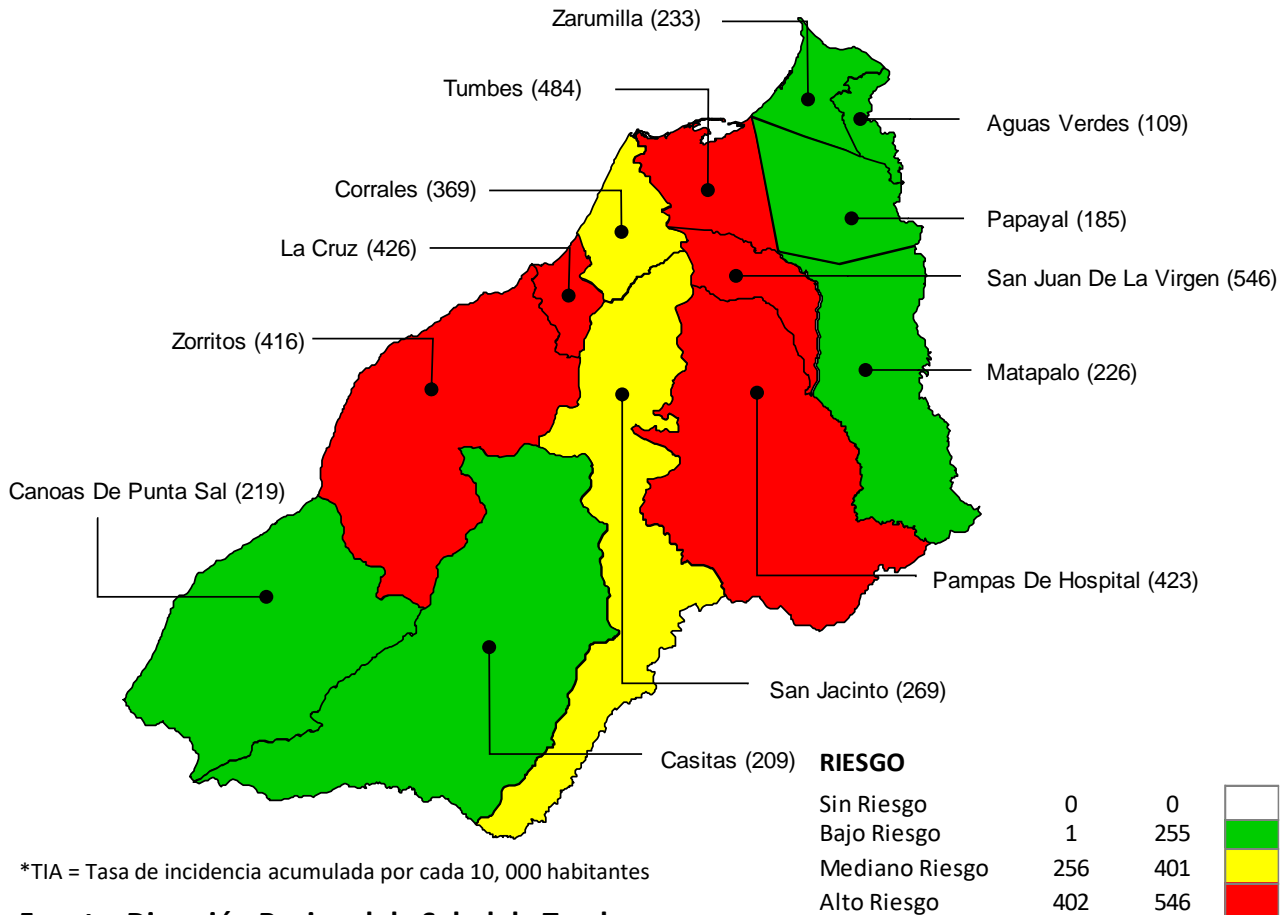 Zarumilla (233)
Tumbes (484)
Aguas Verdes (109)
Corrales (369)
Papayal (185)
La Cruz (426)
San Juan De La Virgen (546)
Zorritos (416)
Matapalo (226)
Canoas De Punta Sal (219)
Pampas De Hospital (423)
San Jacinto (269)
Casitas (209)
RIESGO
Sin Riesgo 0 0
Bajo Riesgo 1 255
Mediano Riesgo 256 401
Alto Riesgo 402 546
*TIA = Tasa de incidencia acumulada por cada 10, 000 habitantes